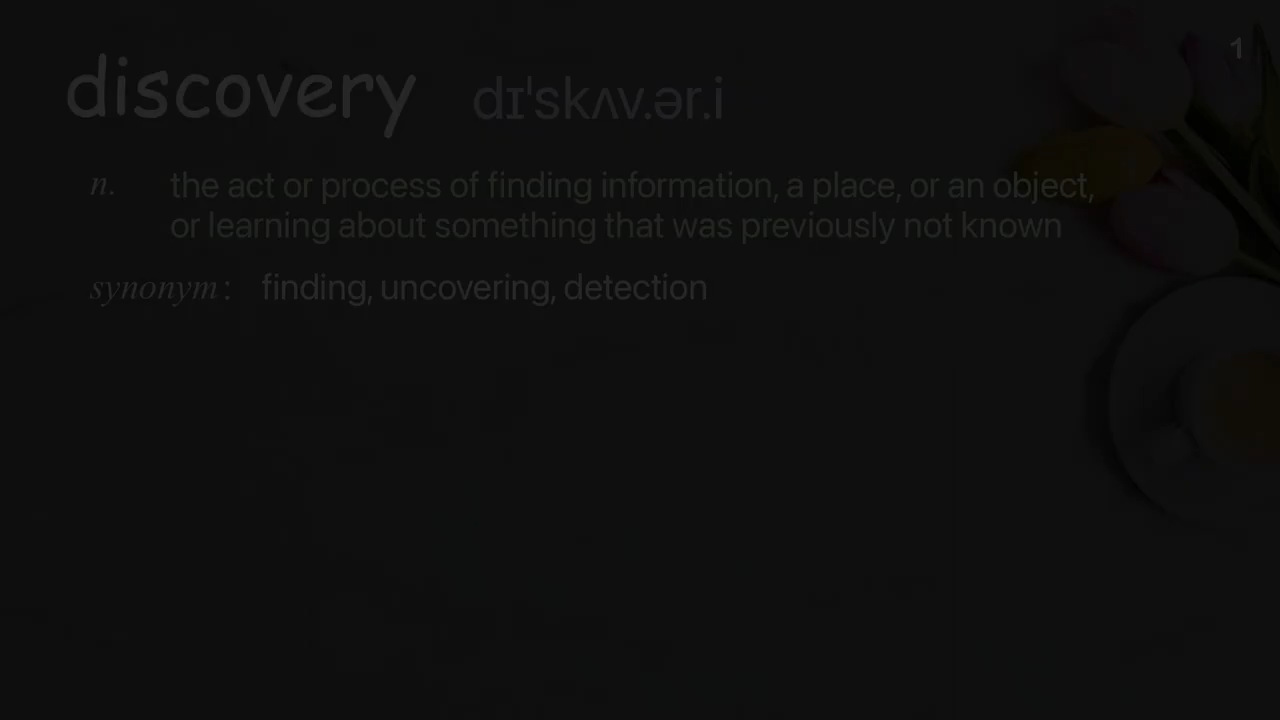 1
discovery dɪˈskʌv.ər.i
n. the act or process of finding information, a place, or an object,
or learning about something that was previously not known
synonym: finding, uncovering, detection